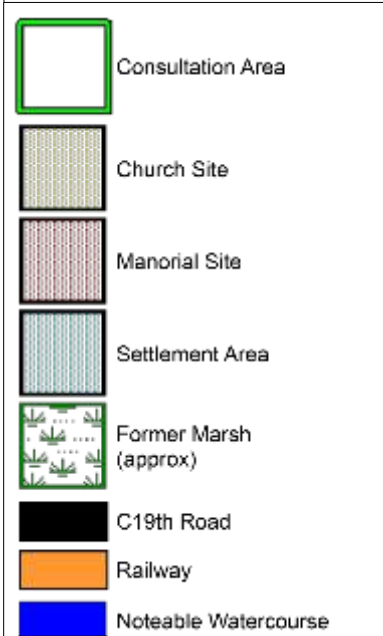 Consultation Area
Church Site
Manorial Site
Settlement Area
Former Marsh
(approx)
C19th Road
Railway
Noteable Watercourse